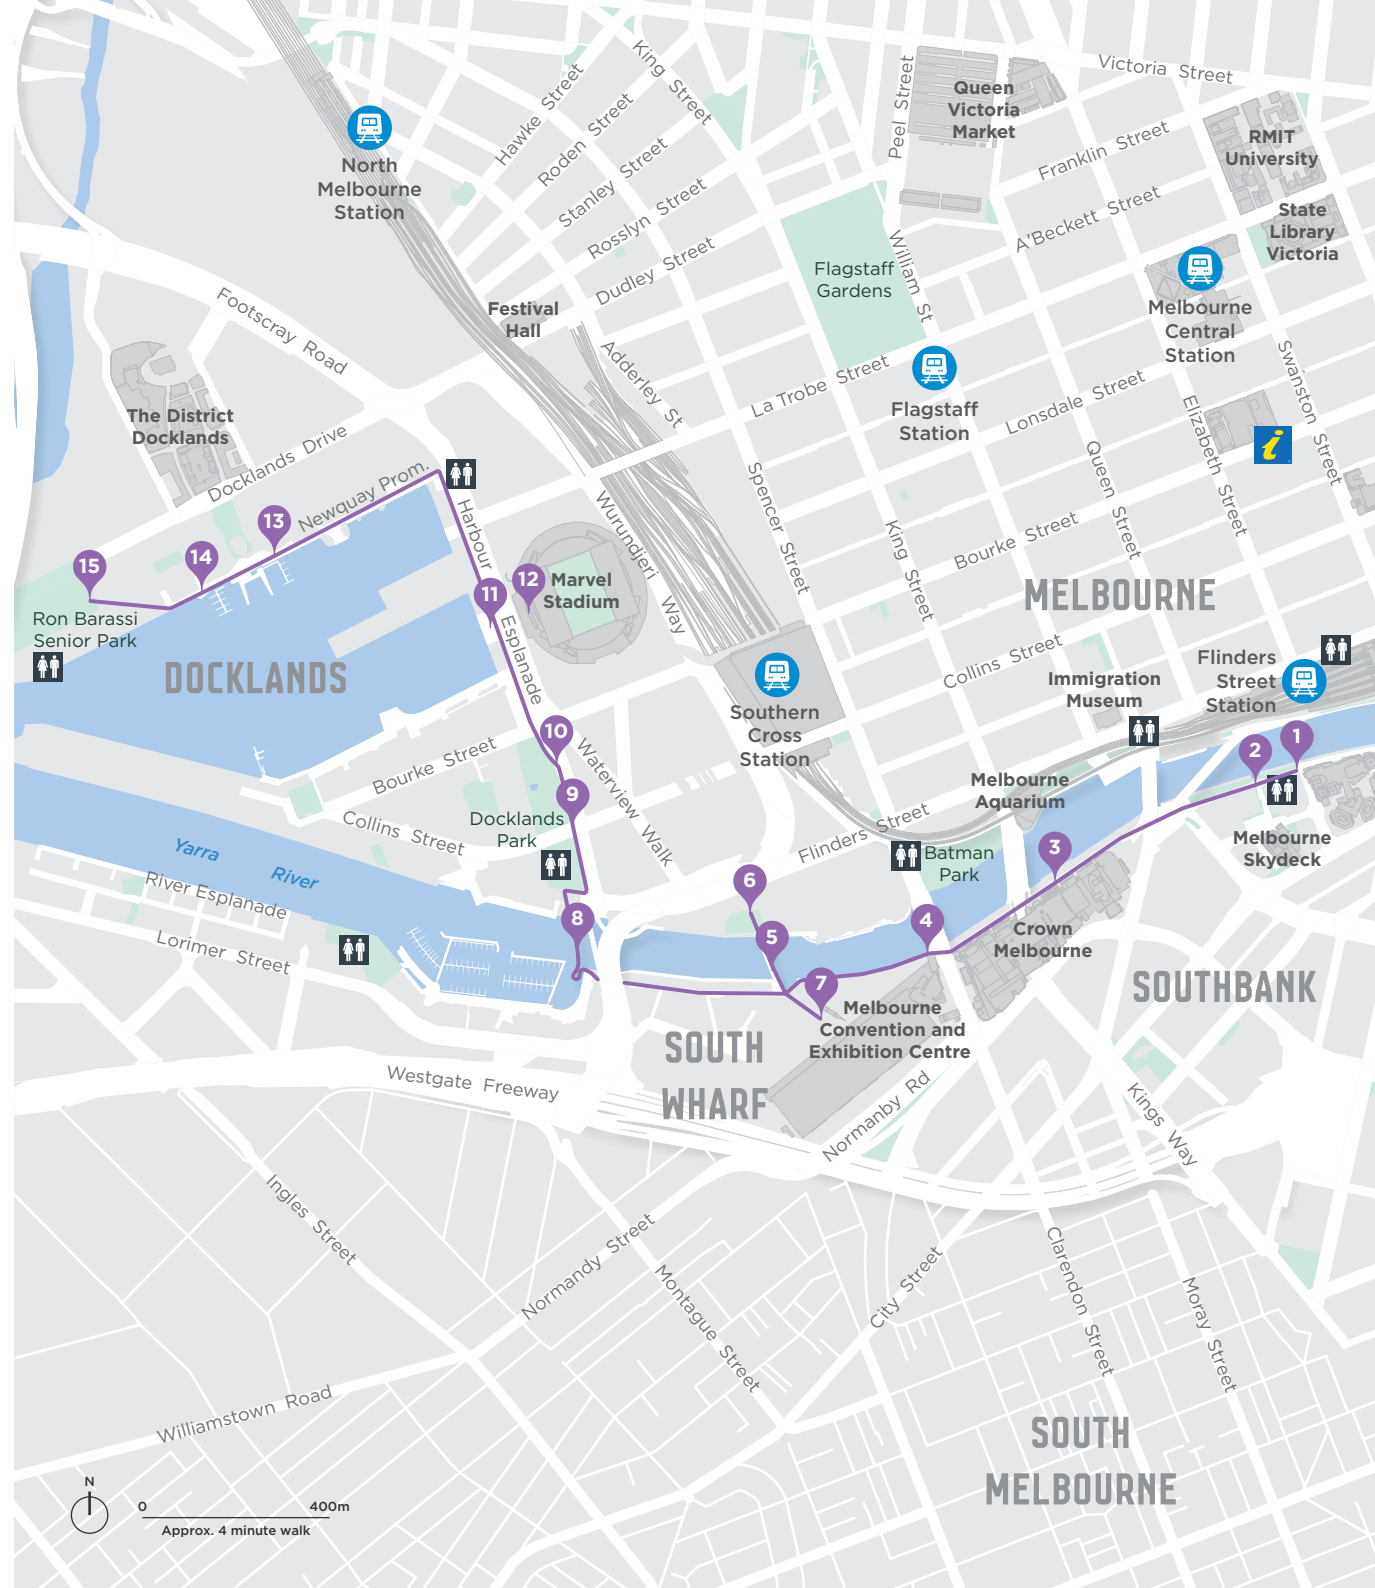 Victoria Street
King Street
Hawke Street
Roden Street
Stanley Street
Rosslyn Street
Dudley Street
Peel Street
Queen
Victoria
Market
Franklin Street
A'Beckett Street
RMIT
University
State
Library
Victoria
North
Melbourne
Station
William St
Flagstaff
Gardens
Melbourne
Central
Station
Festival
Hall
Footscray Road
Adderley St
La Trobe Street
Flagstaff
Station
Lonsdale Street
Swanston Street
Elizabeth Street
Queen Street
i
The District
Docklands
Docklands Drive
Newquay Prom.
Harbour Esplanade
Wurundjeri Way
Spencer Street
King Street
Bourke Street
MELBOURNE
13
14
15
11
12
Marvel
Stadium
Ron Barassi
Senior Park
DOCKLANDS
Collins Street
Immigration
Museum
Flinders
Street
Station
Southern
Cross
Station
10
9
2
1
Bourke Street
Waterview Walk
Melbourne
Aquarium
Docklands
Park
Collins Street
Flinders Street
Batman
Park
Melbourne
Skydeck
3
Yarra River
River Esplanade
Lorimer Street
6
8
5
4
7
Crown
Melbourne
SOUTHBANK
Melbourne
Convention and
Exhibition Centre
SOUTH
WHARF
Westgate Freeway
Normanby Rd
Kings Way
Ingles Street
Normandy Street
Montague Street
City Street
Clarendon Street
Moray Street
Williamstown Road
SOUTH
MELBOURNE
N
0 400m
Approx. 4 minute walk